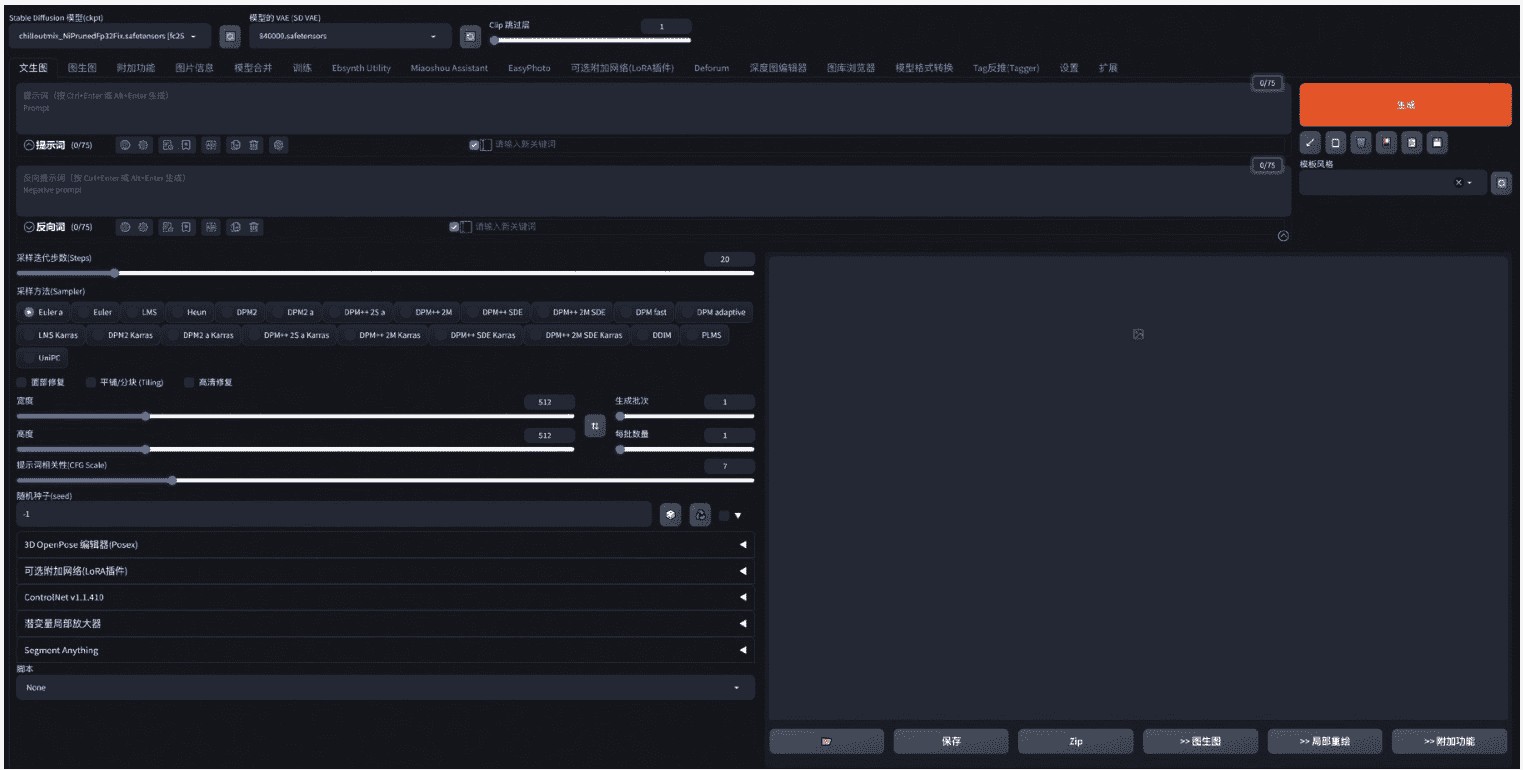 Stable Diffusion 模型(ckpt)
模型的 VAE (SD VAE)
Clip 跳过层
1
chilloutmix_NiPrunedFp32Fix.safetensors [fc25
840000.safetensors
文生图 图生图 附加功能 图片信息 模型合并 训练 Ebsynth Utility Miaoshou Assistant EasyPhoto 可选附加网络(LoRA插件) Deforum 深度图编辑器 图库浏览器 模型格式转换 Tag反推(Tagger) 设置 扩展
0/75
提示词（按 Ctrl+Enter 或 Alt+Enter 生成）
Prompt
生成
提示词 (0/75)
请输入新关键词
模板风格
0/75
反向提示词（按 Ctrl+Enter 或 Alt+Enter 生成）
Negative prompt
反向词 (0/75)
请输入新关键词
采样迭代步数(Steps)
20
采样方法(Sampler)
Euler a Euler LMS Heun DPM2 DPM2 a DPM++ 2S a DPM++ 2M DPM++ SDE DPM++ 2M SDE DPM fast DPM adaptive
LMS Karras DPM2 Karras DPM2 a Karras DPM++ 2S a Karras DPM++ 2M Karras DPM++ SDE Karras DPM++ 2M SDE Karras DDIM PLMS
UniPC
面部修复 平铺/分块 (Tiling) 高清修复
宽度
512
生成批次
1
高度
512
每批数量
1
提示词相关性(CFG Scale)
7
随机种子(seed)
-1
3D OpenPose 编辑器(Posex)
可选附加网络(LoRA插件)
ControlNet v1.1.410
潜变量局部放大器
Segment Anything
脚本
None
保存 Zip >> 图生图 >> 局部重绘 >> 附加功能